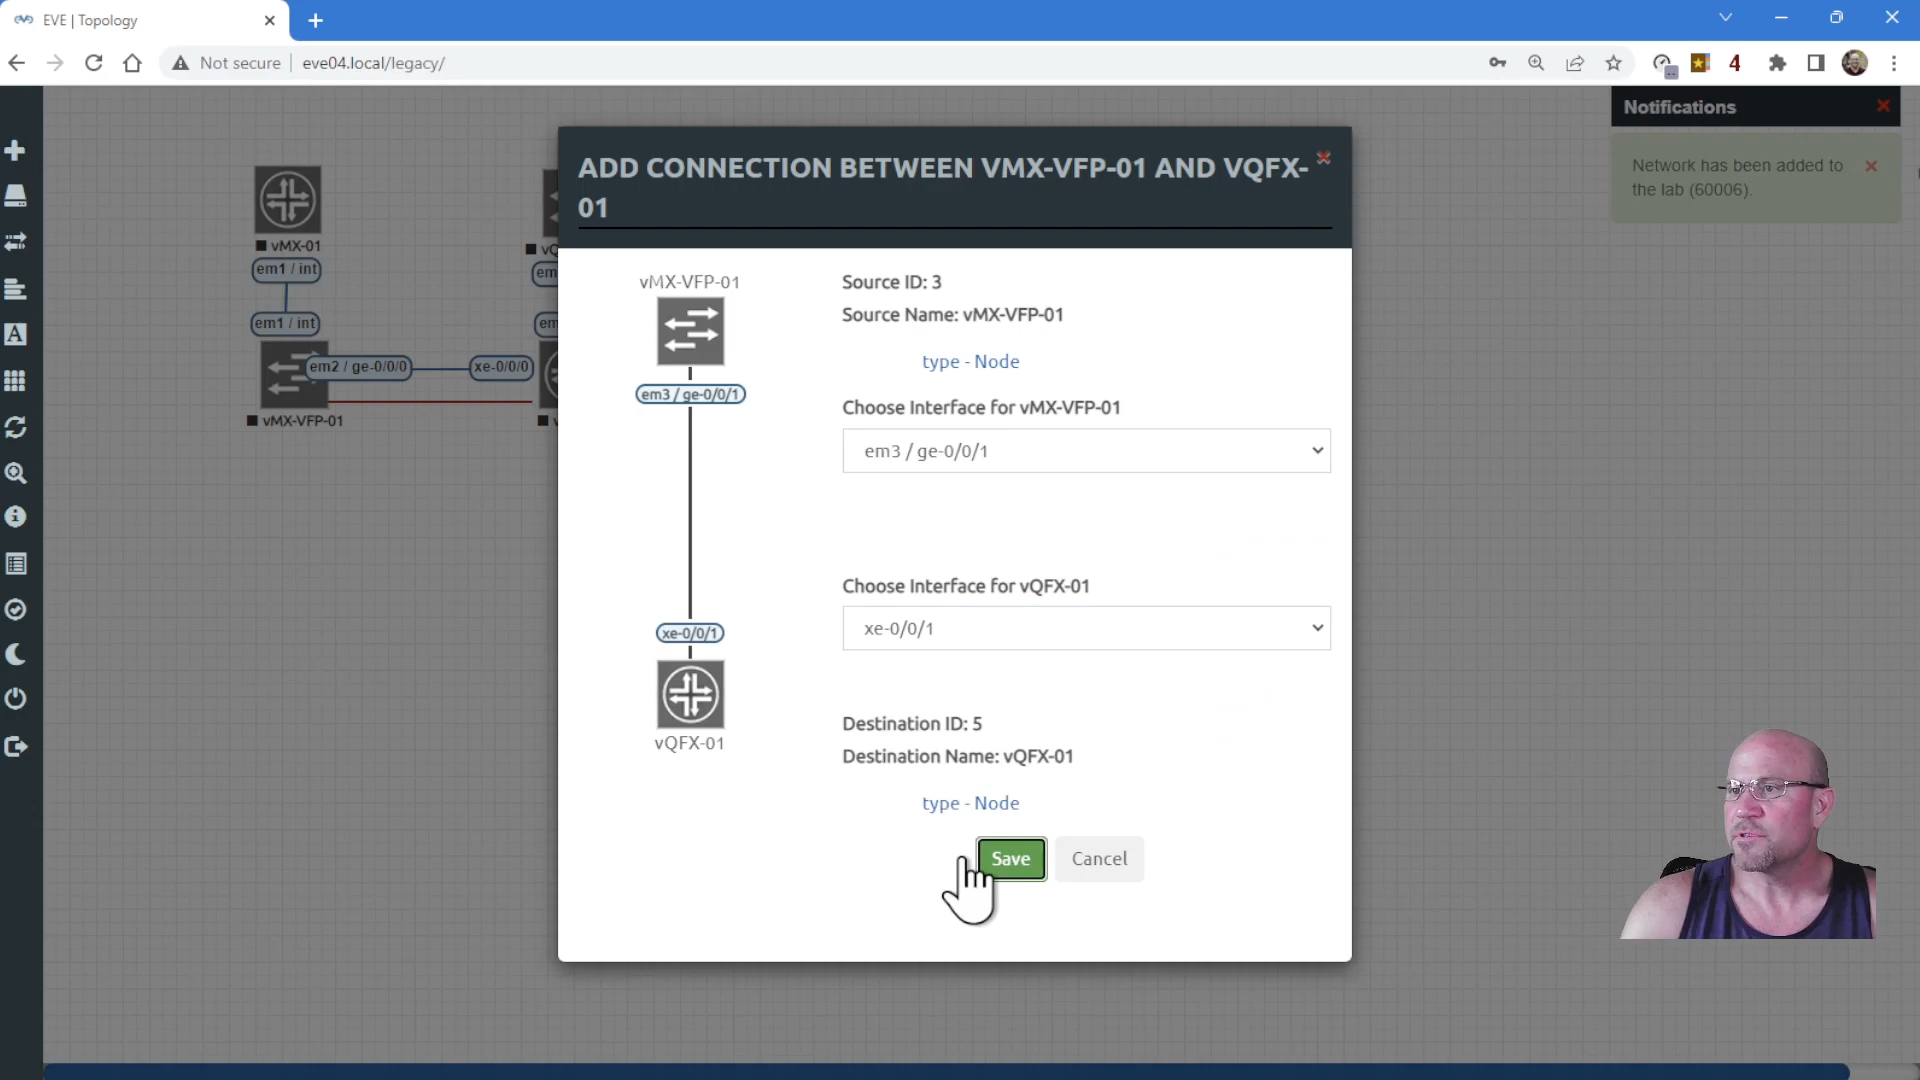 EVE | Topology
Not secure
eve04.local/legacy/
4
Notifications
Network has been added to
the lab (60006).
ADD CONNECTION BETWEEN VMX-VFP-01 AND VQFX-
01
vMX-01
em1 / int
em1 / int
em2 / ge-0/0/0
xe-0/0/0
vMX-VFP-01
vQ
em
em
v
vMX-VFP-01
em3 / ge-0/0/1
xe-0/0/1
vQFX-01
Source ID: 3
Source Name: vMX-VFP-01
type - Node
Choose Interface for vMX-VFP-01
em3 / ge-0/0/1
Choose Interface for vQFX-01
xe-0/0/1
Destination ID: 5
Destination Name: vQFX-01
type - Node
Save
Cancel